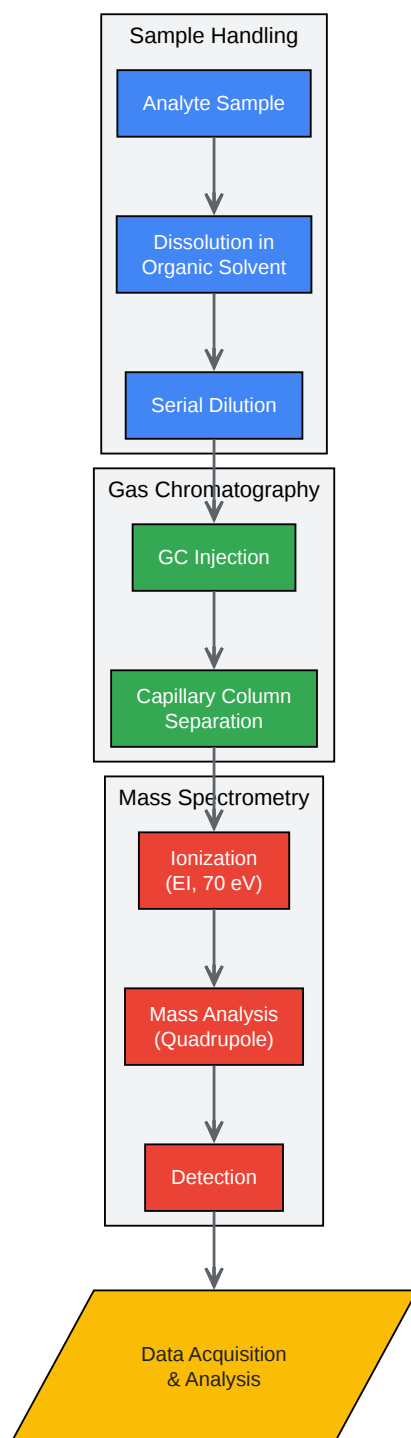 Sample Handling
Analyte Sample
Dissolution in
Organic Solvent
Serial Dilution
Gas Chromatography
GC Injection
Capillary Column
Separation
Mass Spectrometry
Ionization
(EI, 70 eV)
Mass Analysis
(Quadrupole)
Detection
Data Acquisition
& Analysis